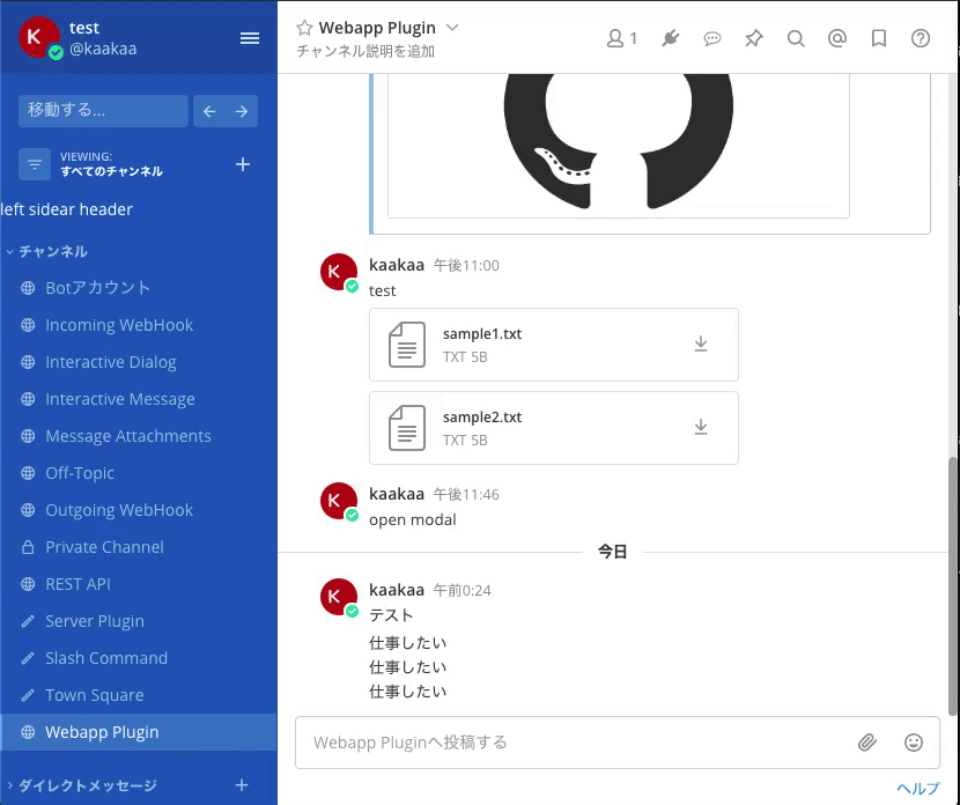 K
test
@kaakaa
移動する...
VIEWING:
すべてのチャンネル
left sidear header
チャンネル
Botアカウント
Incoming WebHook
Interactive Dialog
Interactive Message
Message Attachments
Off-Topic
Outgoing WebHook
Private Channel
REST API
Server Plugin
Slash Command
Town Square
Webapp Plugin
ダイレクトメッセージ
Webapp Plugin
チャンネル説明を追加
1
K
kaakaa 午後11:00
test
sample1.txt
TXT 5B
sample2.txt
TXT 5B
K
kaakaa 午後11:46
open modal
今日
K
kaakaa 午前0:24
テスト
仕事したい
仕事したい
仕事したい
Webapp Pluginへ投稿する
ヘルプ